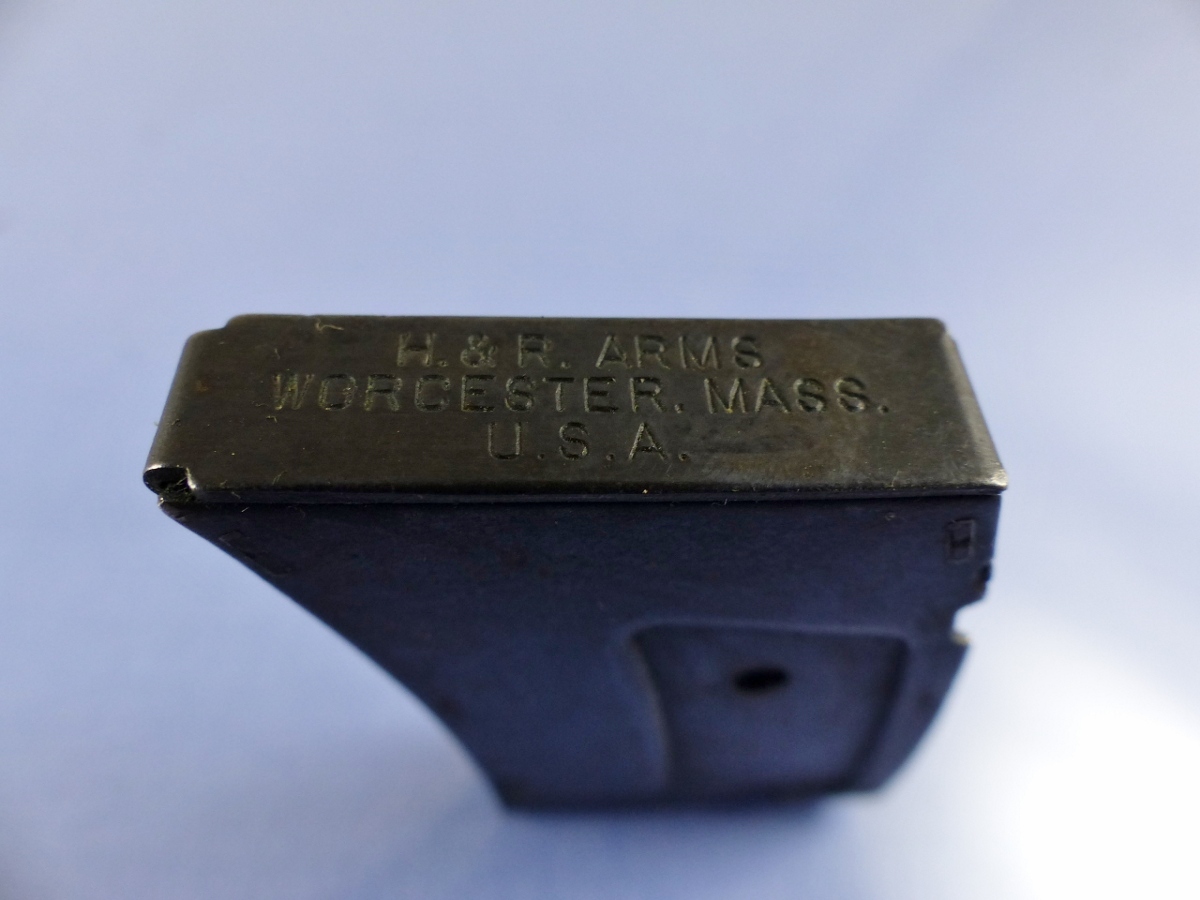 H. & R. ARMS
WORCESTER. MASS.
U.S.A.